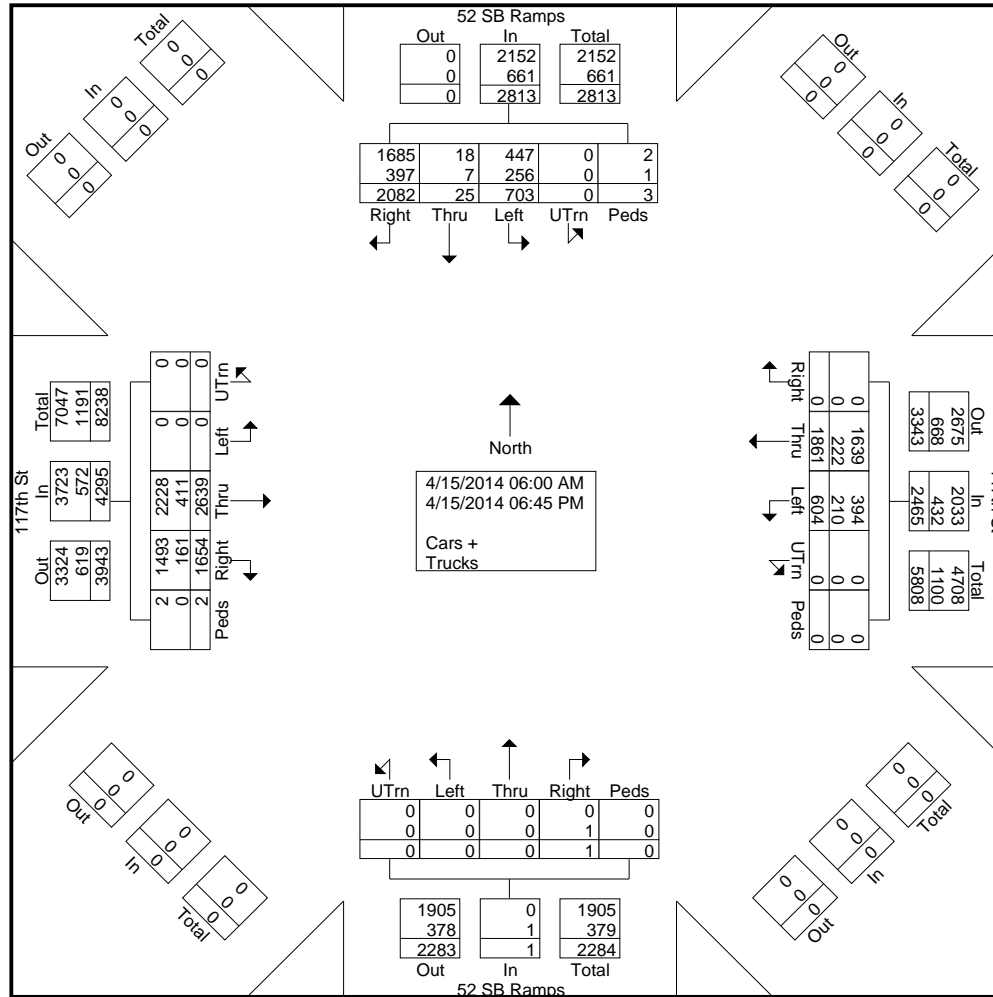 52 SB Ramps
Out In Total
0 2152 2152
0 661 661
0 2813 2813
1685 18 447 0 2
397 7 256 0 1
2082 25 703 0 3
Right Thru Left UTrn Peds
Total
0
0
0
In
0
0
0
Out
0
0
0
Out
0
0
0
In
0
0
0
Total
0
0
0
117th St
Total
7047
1191
8238
In
3723
572
4295
Out
3324
619
3943
0
0
0
UTrn
0
0
0
Left
2228
411
2639
Thru
1493
161
1654
Right
2
0
2
Peds
North
4/15/2014 06:00 AM
4/15/2014 06:45 PM
Cars +
Trucks
Right
0
0
0
Thru
1639
222
1861
Left
394
210
604
UTrn
0
0
0
Peds
0
0
0
Out
2675
668
3343
In
2033
432
2465
Total
4708
1100
5808
UTrn Left Thru Right Peds
0 0 0 0 0
0 0 0 1 0
0 0 0 1 0
1905 0 1905
378 1 379
2283 1 2284
Out In Total
52 SB Ramps
0
0
0
Out
0
0
0
In
0
0
0
Total
0
0
0
Total
0
0
0
In
0
0
0
Out